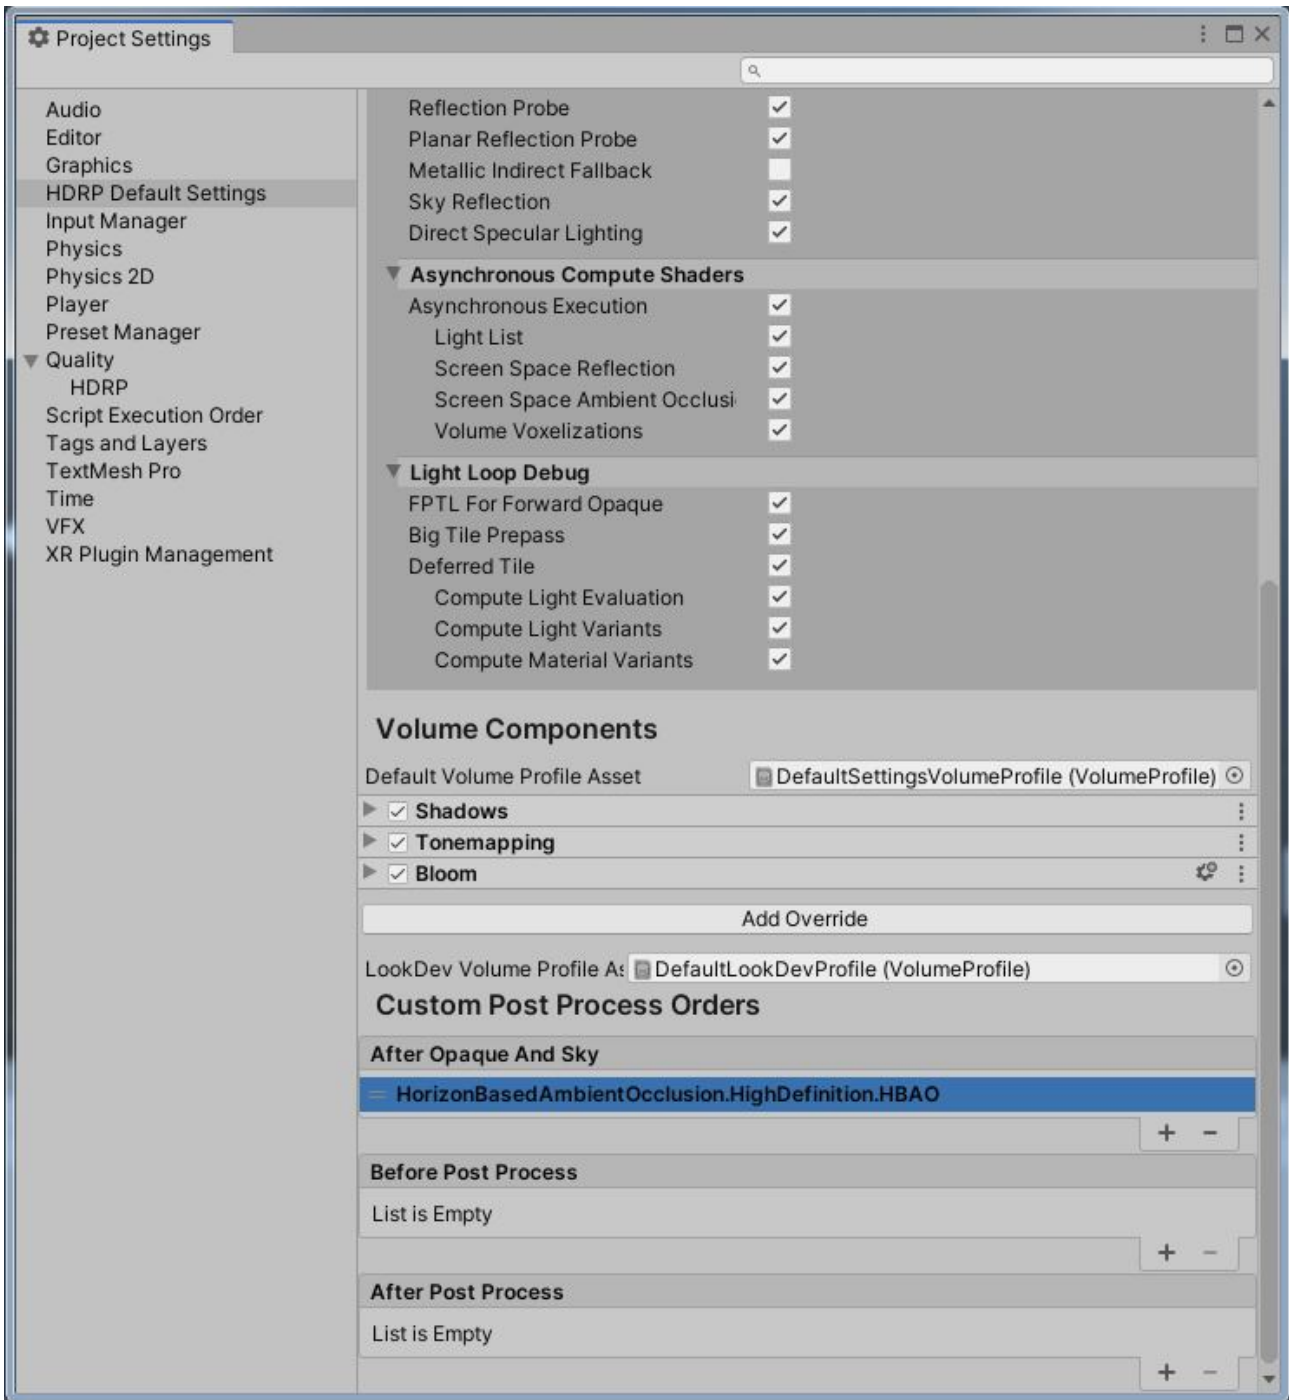 Project Settings
Audio
Editor
Graphics
HDRP Default Settings
Input Manager
Physics
Physics 2D
Player
Preset Manager
Quality
HDRP
Script Execution Order
Tags and Layers
TextMesh Pro
Time
VFX
XR Plugin Management
Reflection Probe
Planar Reflection Probe
Metallic Indirect Fallback
Sky Reflection
Direct Specular Lighting
Asynchronous Compute Shaders
Asynchronous Execution
Light List
Screen Space Reflection
Screen Space Ambient Occlusi
Volume Voxelizations
Light Loop Debug
FPTL For Forward Opaque
Big Tile Prepass
Deferred Tile
Compute Light Evaluation
Compute Light Variants
Compute Material Variants
Volume Components
Default Volume Profile Asset DefaultSettingsVolumeProfile (VolumeProfile)
Shadows
Tonemapping
Bloom
Add Override
LookDev Volume Profile As DefaultLookDevProfile (VolumeProfile)
Custom Post Process Orders
After Opaque And Sky
= HorizonBasedAmbientOcclusion.HighDefinition.HBAO
+ −
Before Post Process
List is Empty
+ −
After Post Process
List is Empty
+ −